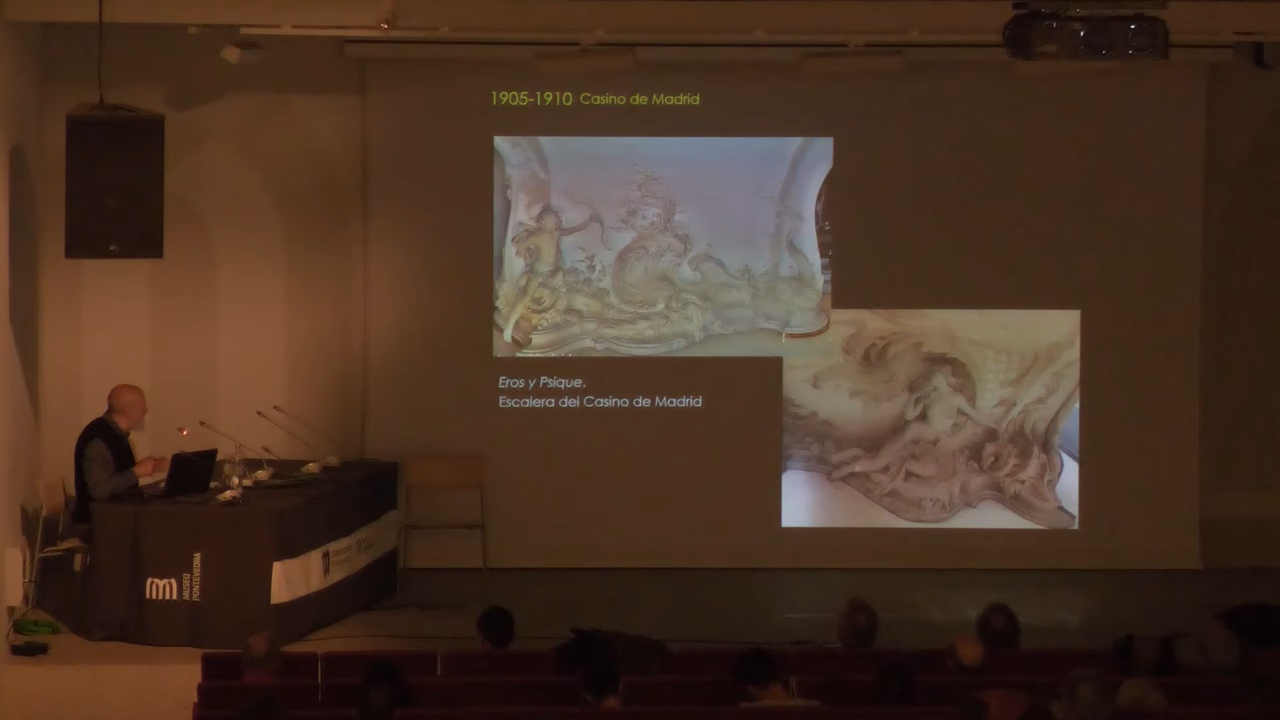 1905-1910 Casino de Madrid
Eros y Psique.
Escalera del Casino de Madrid
MUSEO
PONTEVEDRA